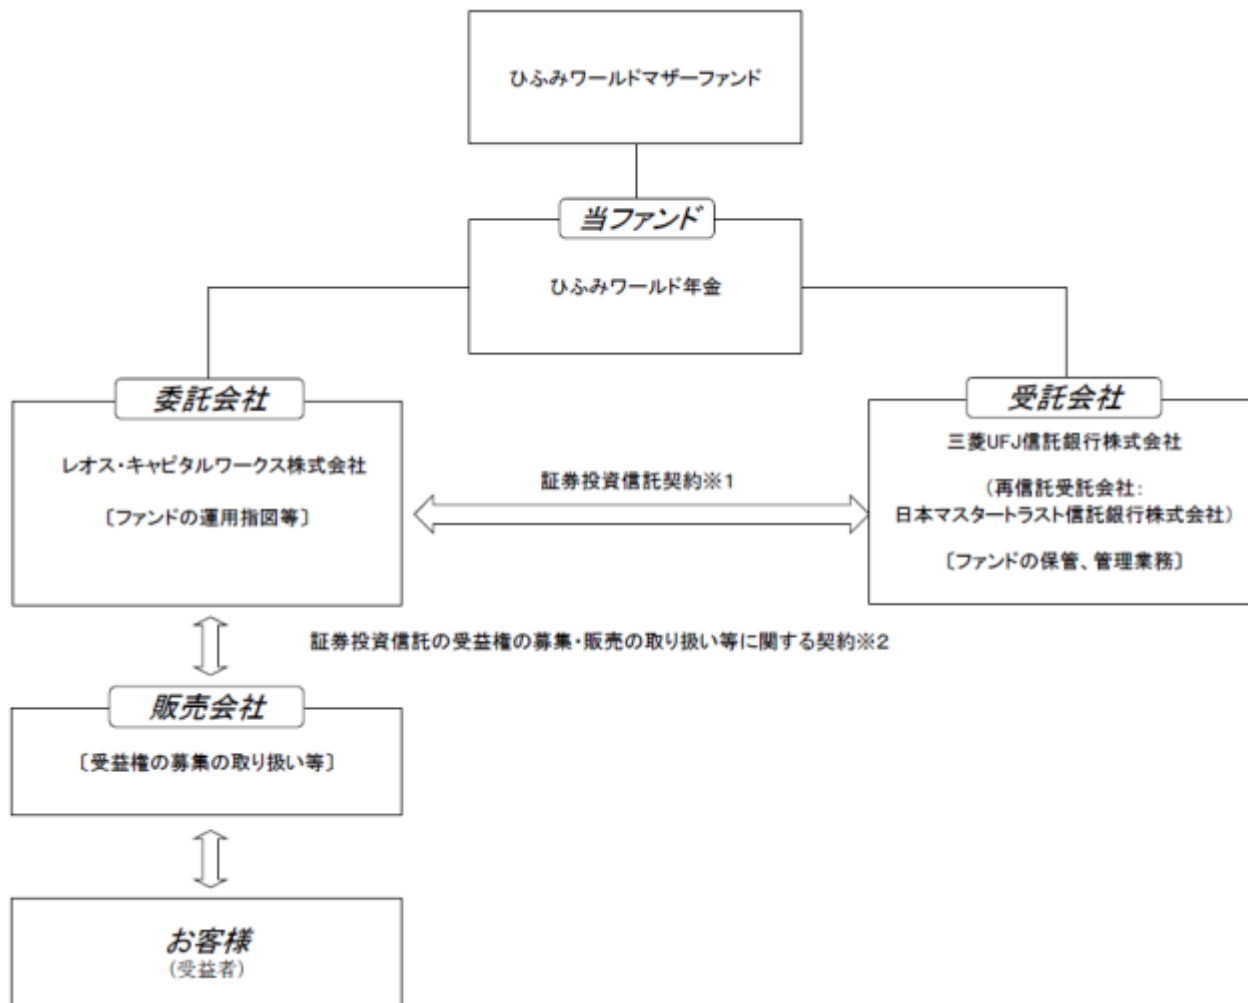 ひふみワールドマザーファンド
当ファンド
ひふみワールド年金
委託会社
レオス・キャピタルワークス株式会社
〔ファンドの運用指図等〕
証券投資信託契約※1
受託会社
三菱UFJ信託銀行株式会社
（再信託受託会社：
日本マスタートラスト信託銀行株式会社）
〔ファンドの保管、管理業務〕
証券投資信託の受益権の募集・販売の取り扱い等に関する契約※2
販売会社
〔受益権の募集の取り扱い等〕
お客様
（受益者）